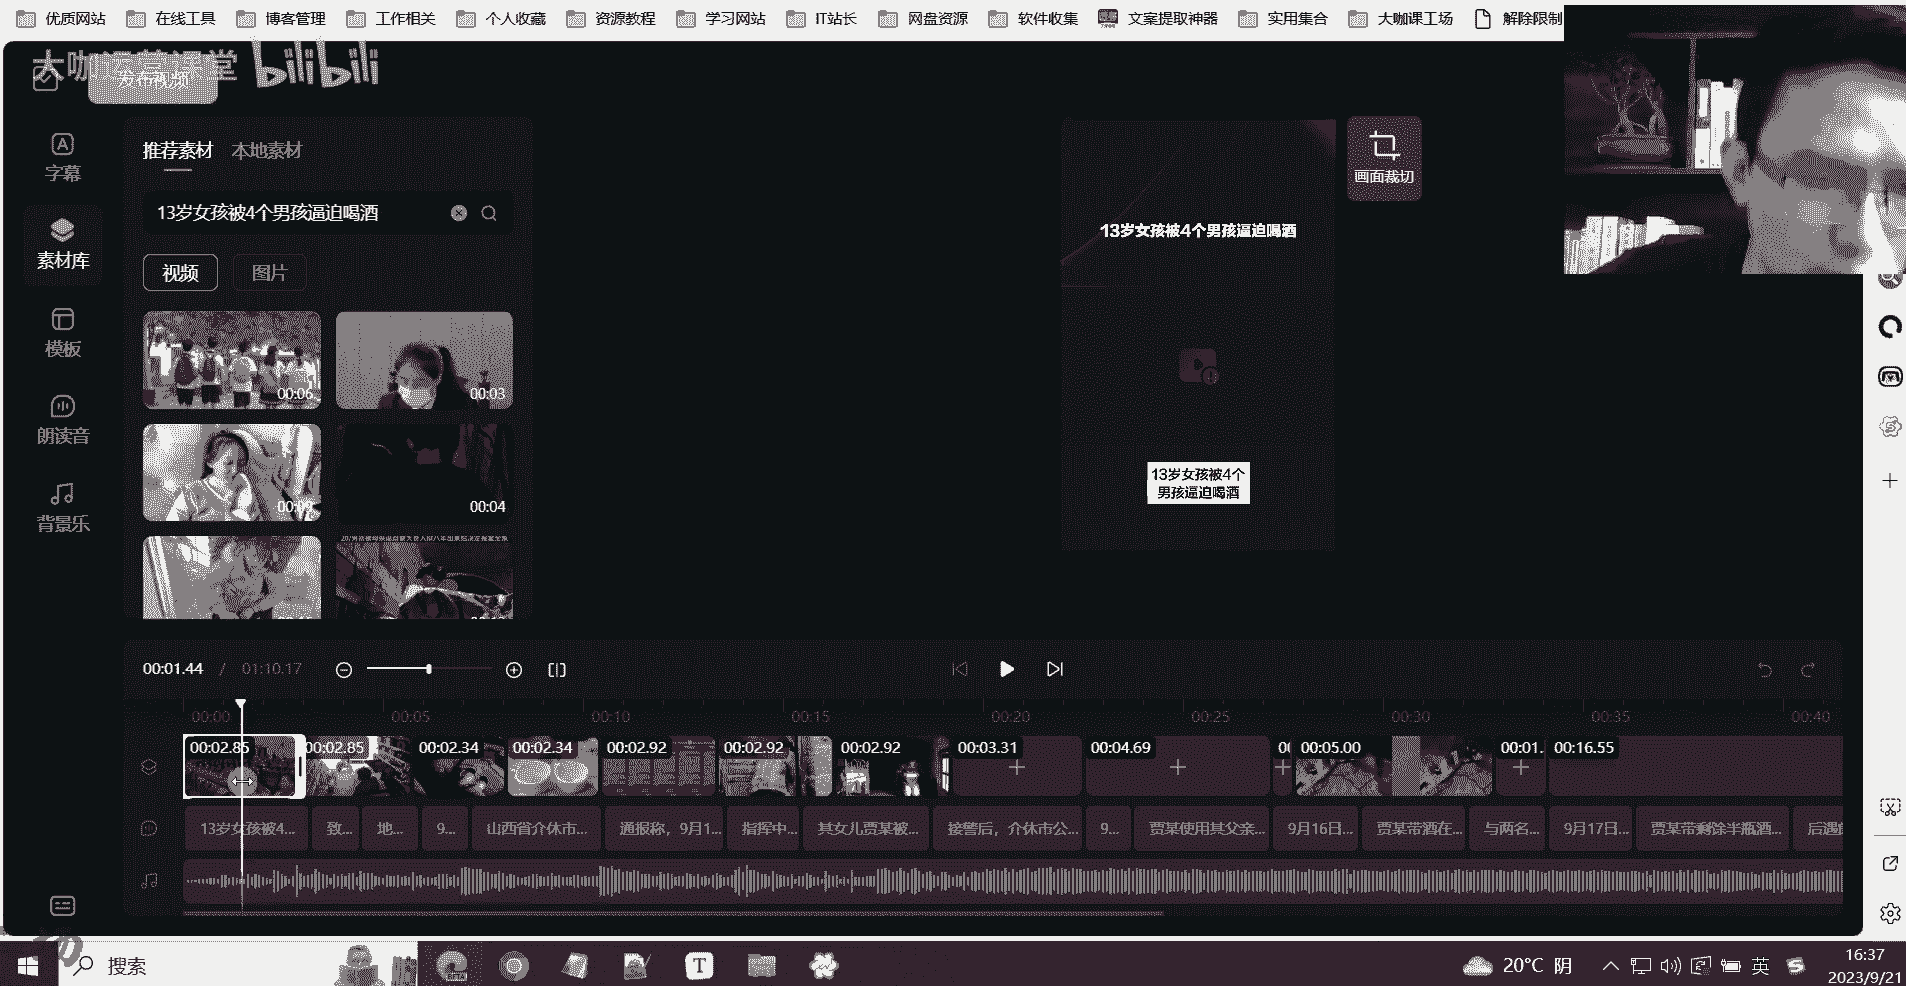 优质网站 在线工具 博客管理 工作相关 个人收藏 资源教程 学习网站 IT站长 网盘资源 软件收集 文案提取神器 实用集合 大咖课工场 解除限制
大咖运营课堂 bilibili
发布视频
字幕
素材库
模板
朗读音
背景乐
推荐素材 本地素材
13岁女孩被4个男孩逼迫喝酒
视频 图片
00:06 00:03
00:04
画面裁切
13岁女孩被4个男孩逼迫喝酒
13岁女孩被4个
男孩逼迫喝酒
00:01.44 / 01:10.17
00:00 00:05 00:10 00:15 00:20 00:25 00:30 00:35 00:40
00:02.85 00:02.85 00:02.34 00:02.34 00:02.92 00:02.92 00:02.92 00:03.31 00:04.69 00:05.00 00:01. 00:16.55
13岁女孩被4... 致... 地... 9... 山西省介休市... 通报称，9月1... 指挥中... 其女儿贾某被... 接警后，介休市公... 9... 贾某使用其父亲... 9月16日... 贾某带酒在... 与两名... 9月17日... 贾某带剩馀半瓶酒... 后遇
搜索
20°C 阴
英
16:37
2023/9/21